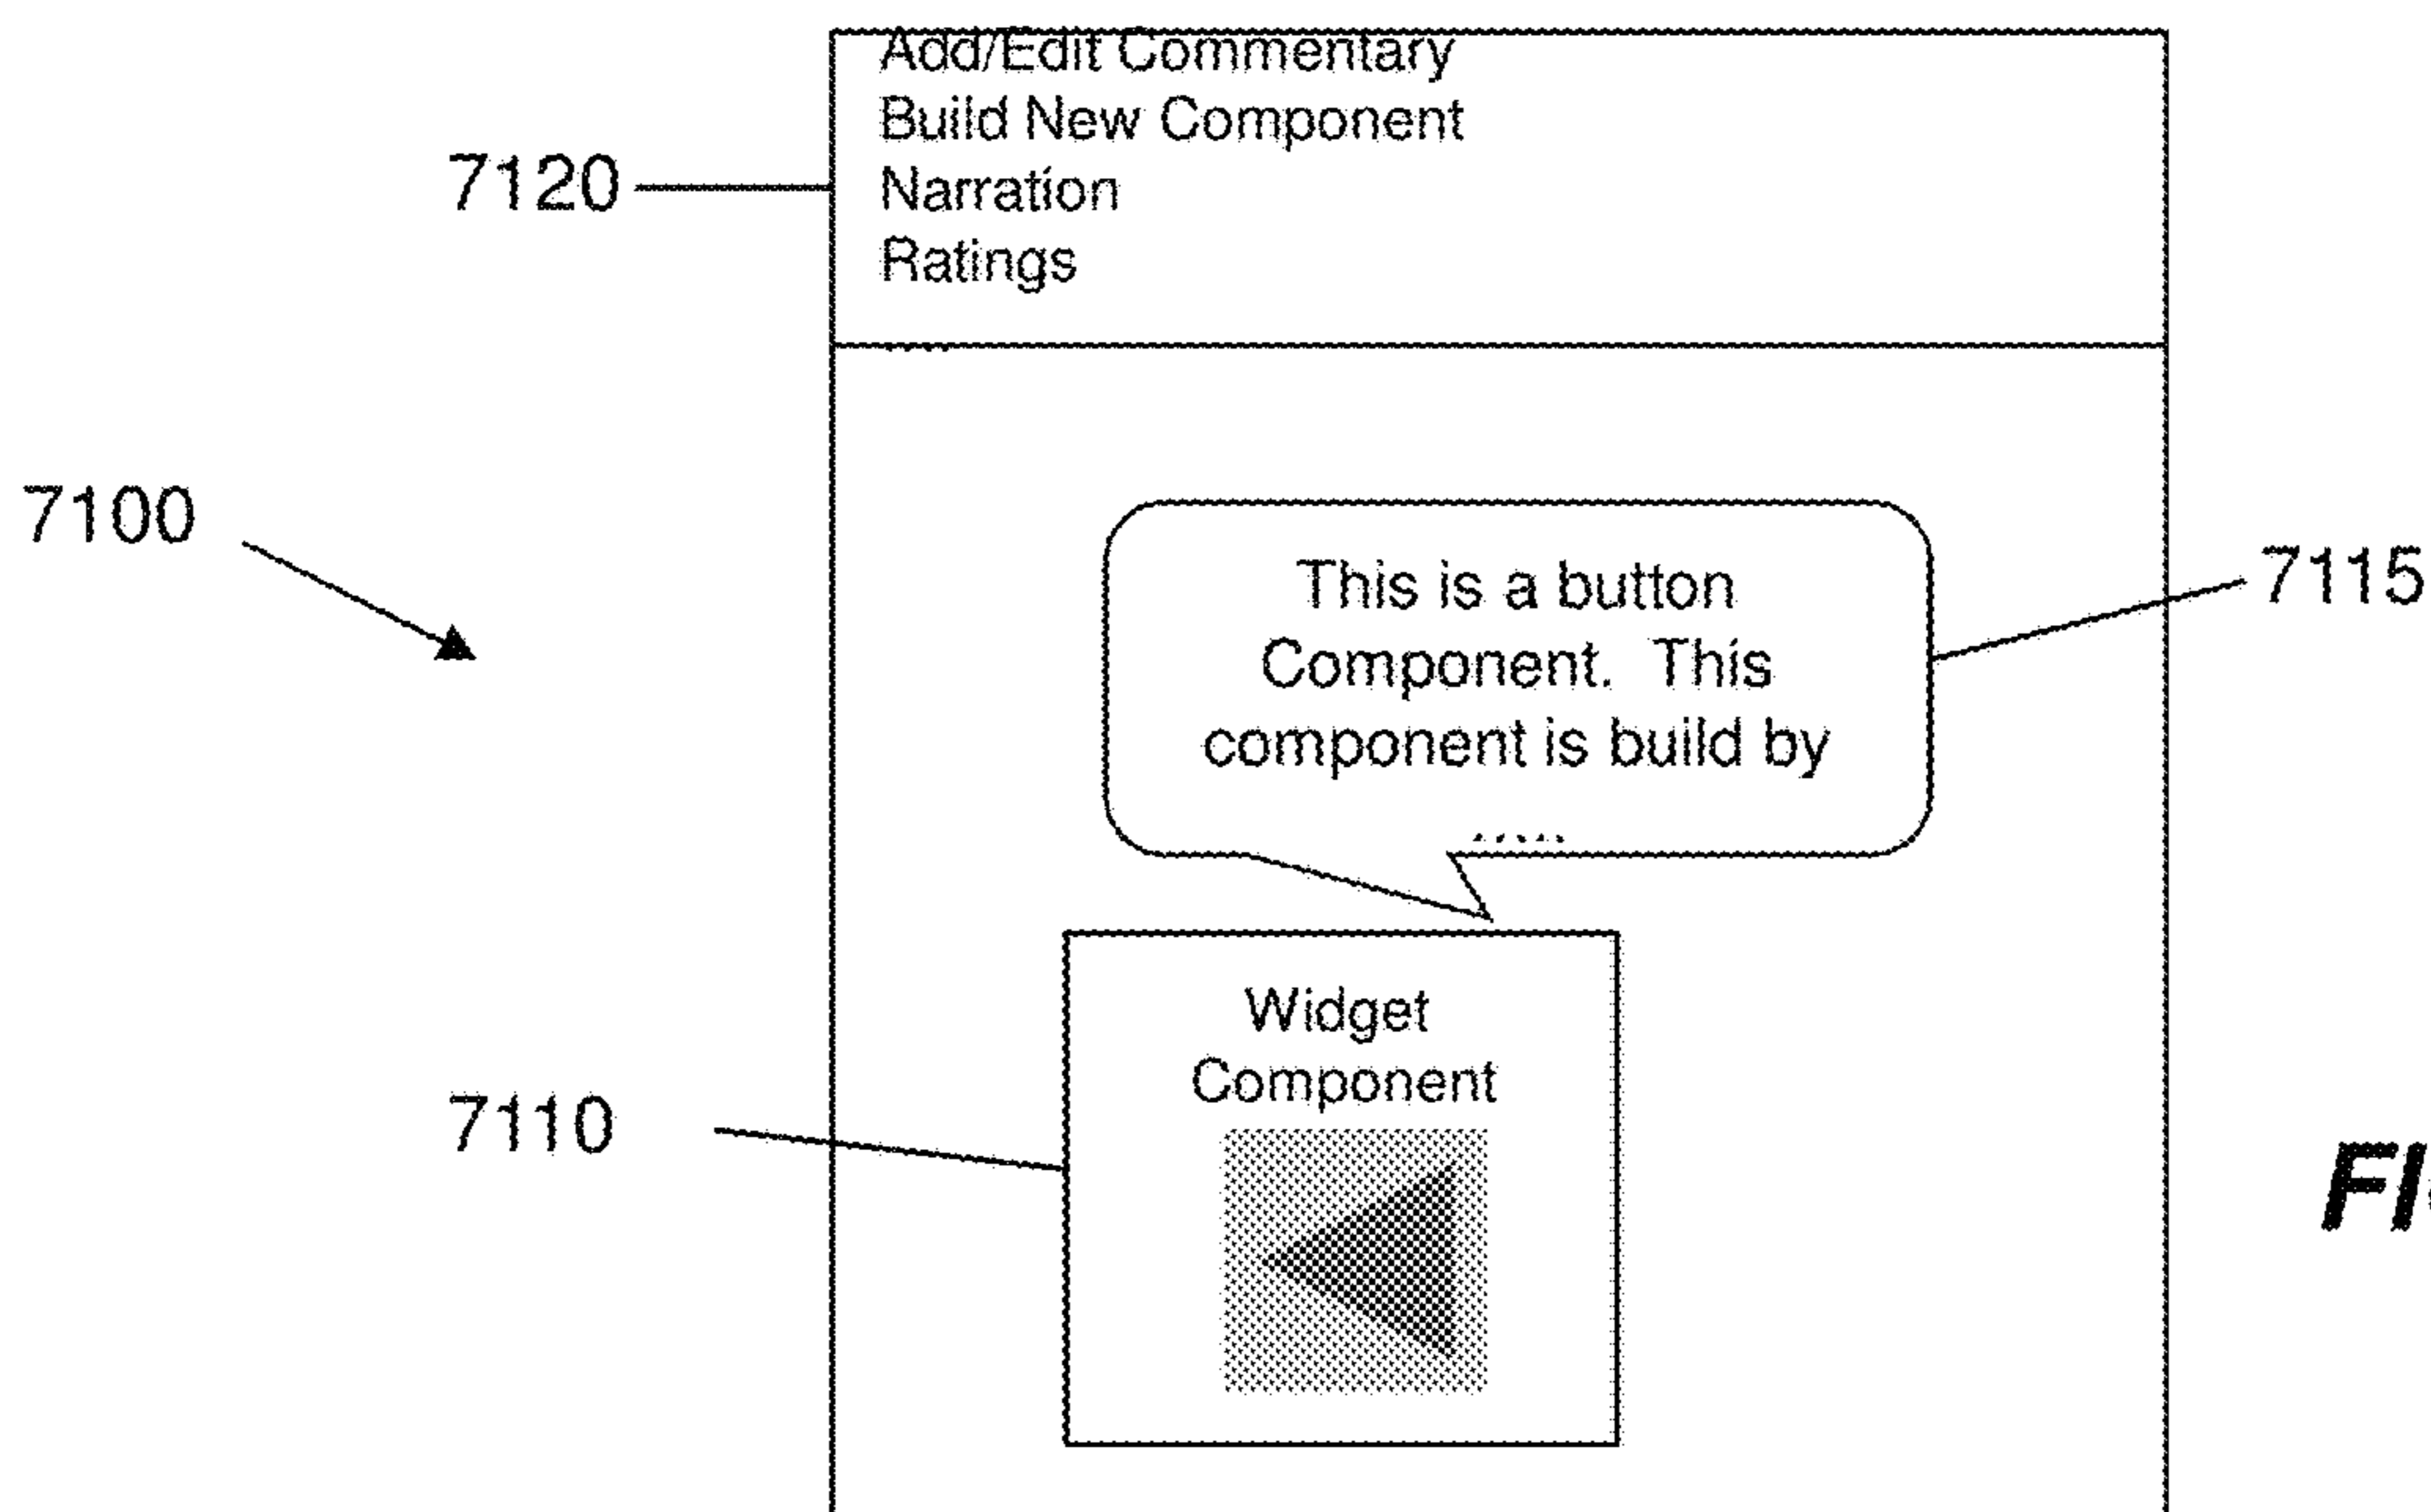 Add/Edit Commentary
Build New Component
7120
Narration
Ratings
7100
This is a button
7115
Component. This
component is build by
.....
Widget
Component
7110